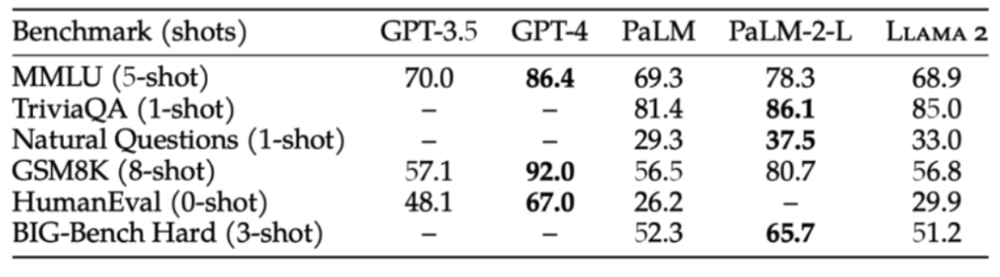 Benchmark (shots) GPT-3.5 GPT-4 PaLM PaLM-2-L LLAMA 2
MMLU (5-shot) 70.0 86.4 69.3 78.3 68.9
TriviaQA (1-shot) – – 81.4 86.1 85.0
Natural Questions (1-shot) – – 29.3 37.5 33.0
GSM8K (8-shot) 57.1 92.0 56.5 80.7 56.8
HumanEval (0-shot) 48.1 67.0 26.2 – 29.9
BIG-Bench Hard (3-shot) – – 52.3 65.7 51.2